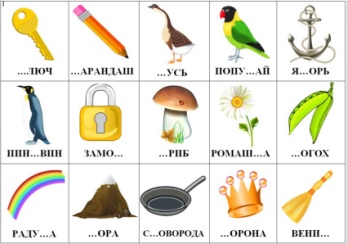 ....ЛЮЧ ...АРАНДАШ ...УСЬ ПОПУ...АЙ Я...ОРЬ
ПИН...ВИН ЗАМО... ...РИБ РОМАШ...А ...ОГОХ
РАДУ...А ...ОРА С...ОВОРОДА ...ОРОНА ВЕНИ...